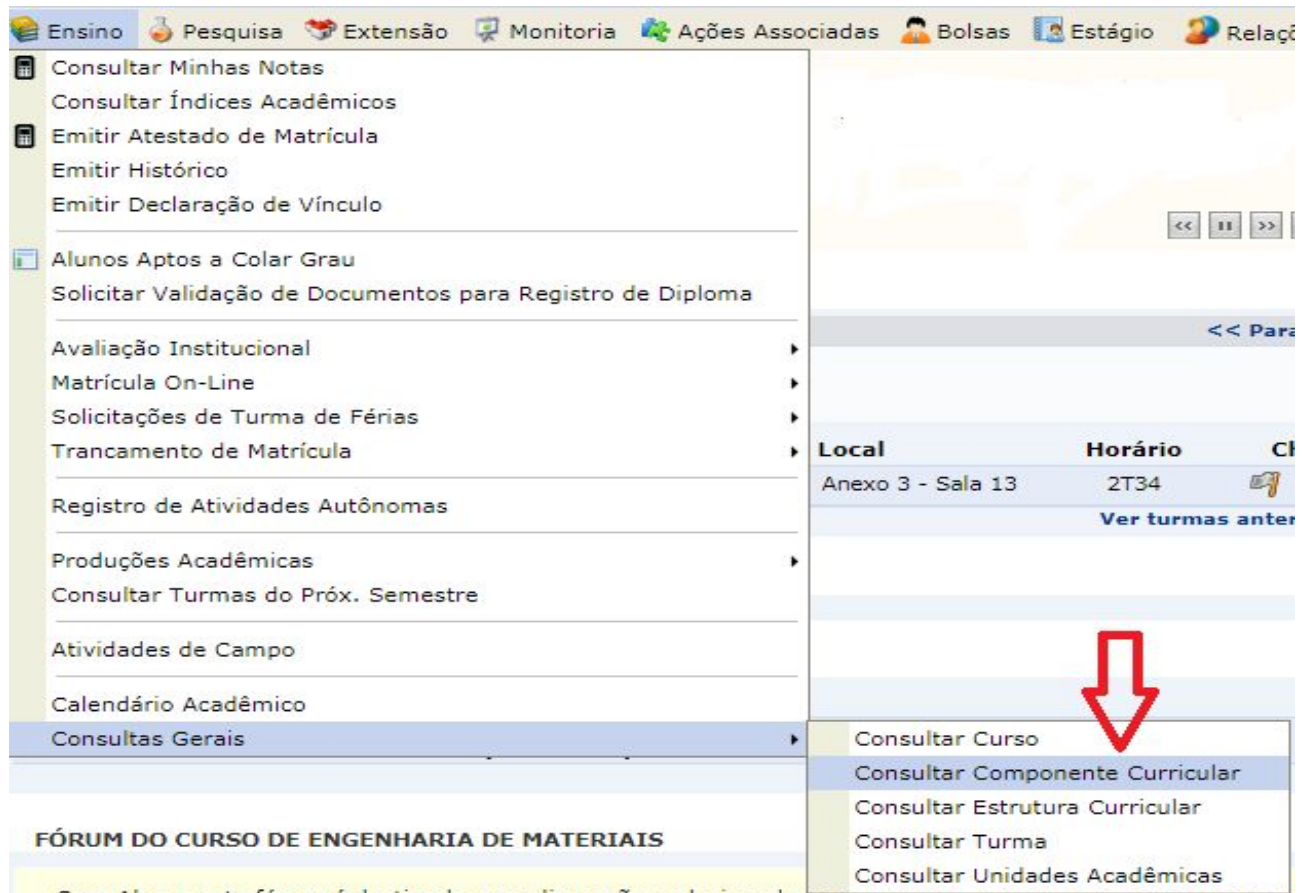 Ensino Pesquisa Extensão Monitoria Ações Associadas Bolsas Estágio
Consultar Minhas Notas
Consultar Índices Acadêmicos
Emitir Atestado de Matrícula
Emitir Histórico
Emitir Declaração de Vínculo
<< || >>
Alunos Aptos a Colar Grau
Solicitar Validação de Documentos para Registro de Diploma
<< Para
Avaliação Institucional
Matrícula On-Line
Solicitações de Turma de Férias
Trancamento de Matrícula
Local Horário
Anexo 3 - Sala 13 2T34
Ver turmas
Registro de Atividades Autônomas
Produções Acadêmicas
Consultar Turmas do Próx. Semestre
Atividades de Campo
Calendário Acadêmico
Consultas Gerais
Consultar Curso
Consultar Componente Curricular
Consultar Estrutura Curricular
Consultar Turma
Consultar Unidades Acadêmicas
FÓRUM DO CURSO DE ENGENHARIA DE MATERIAIS